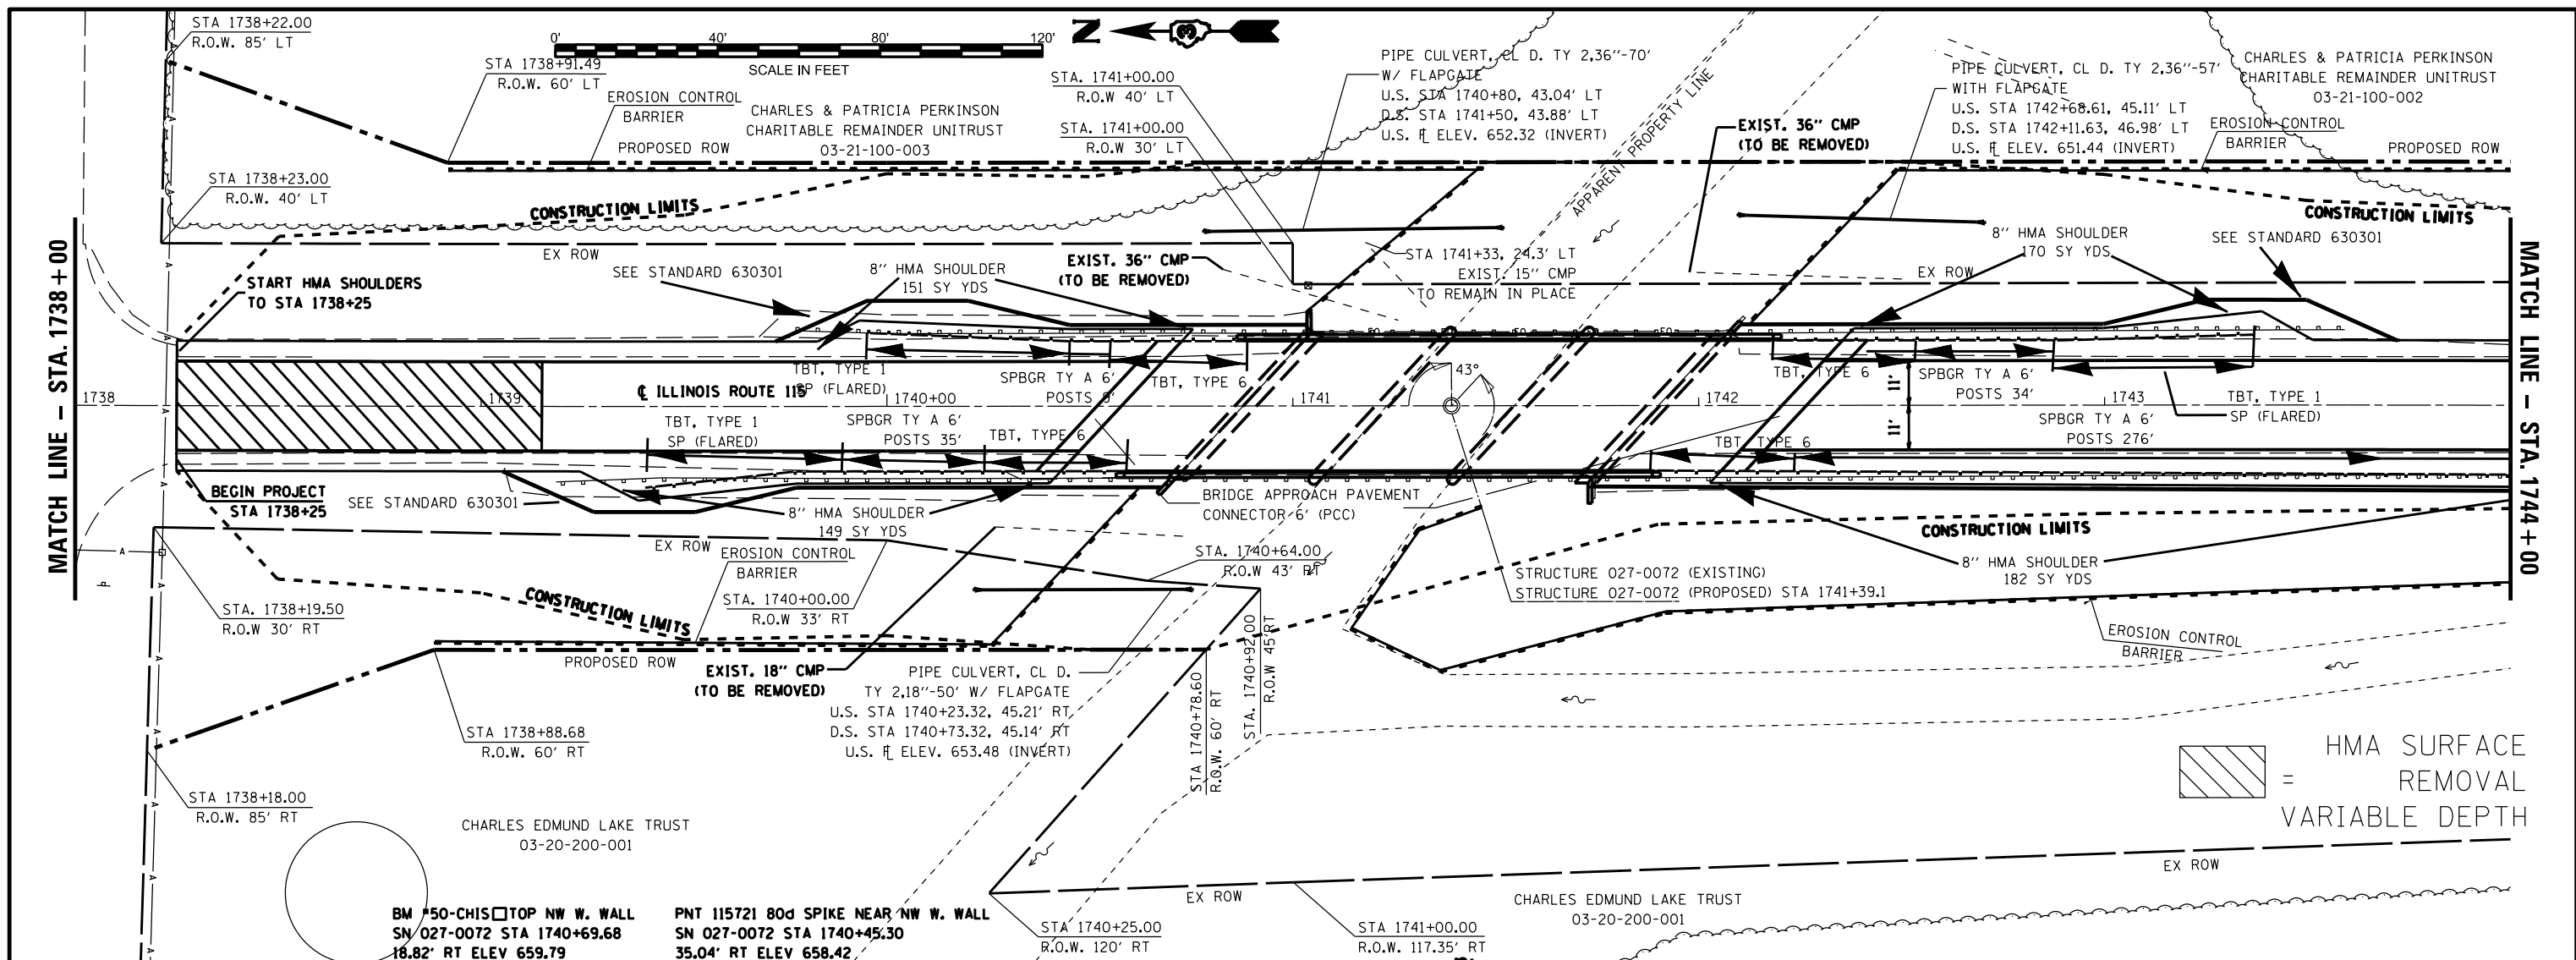 STA 1738+22.00
R.O.W. 85' LT
0'
40'
80'
120'
SCALE IN FEET
N
STA 1738+91.49
R.O.W. 60' LT
EROSION CONTROL
BARRIER
CHARLES & PATRICIA PERKINSON
CHARITABLE REMAINDER UNITRUST
03-21-100-003
PROPOSED ROW
STA. 1741+00.00
R.O.W 40' LT
STA. 1741+00.00
R.O.W 30' LT
PIPE CULVERT, CL D. TY 2,36''-70'
W/ FLAPGATE
U.S. STA 1740+80, 43.04' LT
D.S. STA 1741+50, 43.88' LT
U.S. FL ELEV. 652.32 (INVERT)
APPARENT PROPERTY LINE
EXIST. 36'' CMP
(TO BE REMOVED)
PIPE CULVERT, CL D. TY 2,36''-57'
WITH FLAPGATE
U.S. STA 1742+68.61, 45.11' LT
D.S. STA 1742+11.63, 46.98' LT
U.S. FL ELEV. 651.44 (INVERT)
CHARLES & PATRICIA PERKINSON
CHARITABLE REMAINDER UNITRUST
03-21-100-002
EROSION CONTROL
BARRIER
PROPOSED ROW
STA 1738+23.00
R.O.W. 40' LT
CONSTRUCTION LIMITS
CONSTRUCTION LIMITS
MATCH LINE - STA. 1738+00
START HMA SHOULDERS
TO STA 1738+25
EX ROW
SEE STANDARD 630301
8'' HMA SHOULDER
151 SY YDS
EXIST. 36'' CMP
(TO BE REMOVED)
STA 1741+33, 24.3' LT
EXIST. 15'' CMP
TO REMAIN IN PLACE
8'' HMA SHOULDER
170 SY YDS
SEE STANDARD 630301
EX ROW
MATCH LINE - STA. 1744+00
1738
1739
℄ ILLINOIS ROUTE 115
TBT, TYPE 1
SP (FLARED)
1740+00
SPBGR TY A 6'
POSTS 9'
TBT, TYPE 6
1741
43°
1742
TBT, TYPE 6
11'
11'
SPBGR TY A 6'
POSTS 34'
1743
TBT, TYPE 1
SP (FLARED)
TBT, TYPE 1
SP (FLARED)
SPBGR TY A 6'
POSTS 35'
TBT, TYPE 6
TBT, TYPE 6
SPBGR TY A 6'
POSTS 276'
BEGIN PROJECT
STA 1738+25
SEE STANDARD 630301
8'' HMA SHOULDER
149 SY YDS
BRIDGE APPROACH PAVEMENT
CONNECTOR 6' (PCC)
CONSTRUCTION LIMITS
EX ROW
EROSION CONTROL
BARRIER
STA. 1740+64.00
R.O.W 43' RT
8'' HMA SHOULDER
182 SY YDS
STRUCTURE 027-0072 (EXISTING)
STRUCTURE 027-0072 (PROPOSED) STA 1741+39.1
STA. 1738+19.50
R.O.W 30' RT
CONSTRUCTION LIMITS
STA. 1740+00.00
R.O.W 33' RT
EROSION CONTROL
BARRIER
PROPOSED ROW
EXIST. 18'' CMP
(TO BE REMOVED)
PIPE CULVERT, CL D.
TY 2,18''-50' W/ FLAPGATE
U.S. STA 1740+23.32, 45.21' RT
D.S. STA 1740+73.32, 45.14' RT
U.S. FL ELEV. 653.48 (INVERT)
STA 1740+78.60
R.O.W. 60' RT
STA. 1740+92.00
R.O.W 45' RT
STA 1738+88.68
R.O.W. 60' RT
STA 1738+18.00
R.O.W. 85' RT
CHARLES EDMUND LAKE TRUST
03-20-200-001
HMA SURFACE
= REMOVAL
VARIABLE DEPTH
EX ROW
EX ROW
CHARLES EDMUND LAKE TRUST
03-20-200-001
BM #50-CHIS□TOP NW W. WALL
SN 027-0072 STA 1740+69.68
18.82' RT ELEV 659.79
PNT 115721 80d SPIKE NEAR NW W. WALL
SN 027-0072 STA 1740+45.30
35.04' RT ELEV 658.42
STA 1740+25.00
R.O.W. 120' RT
STA 1741+00.00
R.O.W. 117.35' RT